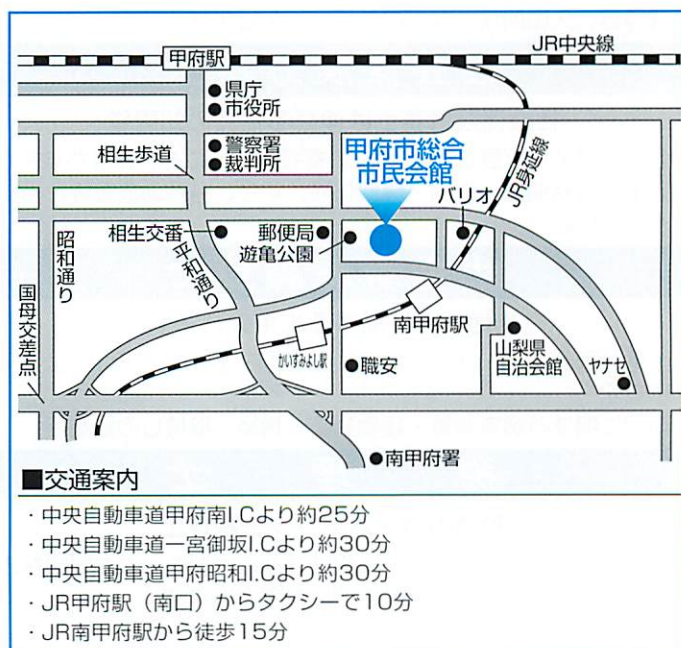 JR中央線
甲府駅
県庁
市役所
警察署
裁判所
相生歩道
甲府市総合
市民会館
JR身延線
バリオ
相生交番
郵便局
遊亀公園
昭和通り
平和通り
国母交差点
南甲府駅
かいすみよし駅
職安
山梨県
自治会館
ヤナセ
南甲府署
■交通案内
・中央自動車道甲府南I.Cより約25分
・中央自動車道一宮御坂I.Cより約30分
・中央自動車道甲府昭和I.Cより約30分
・JR甲府駅（南口）からタクシーで10分
・JR南甲府駅から徒歩15分